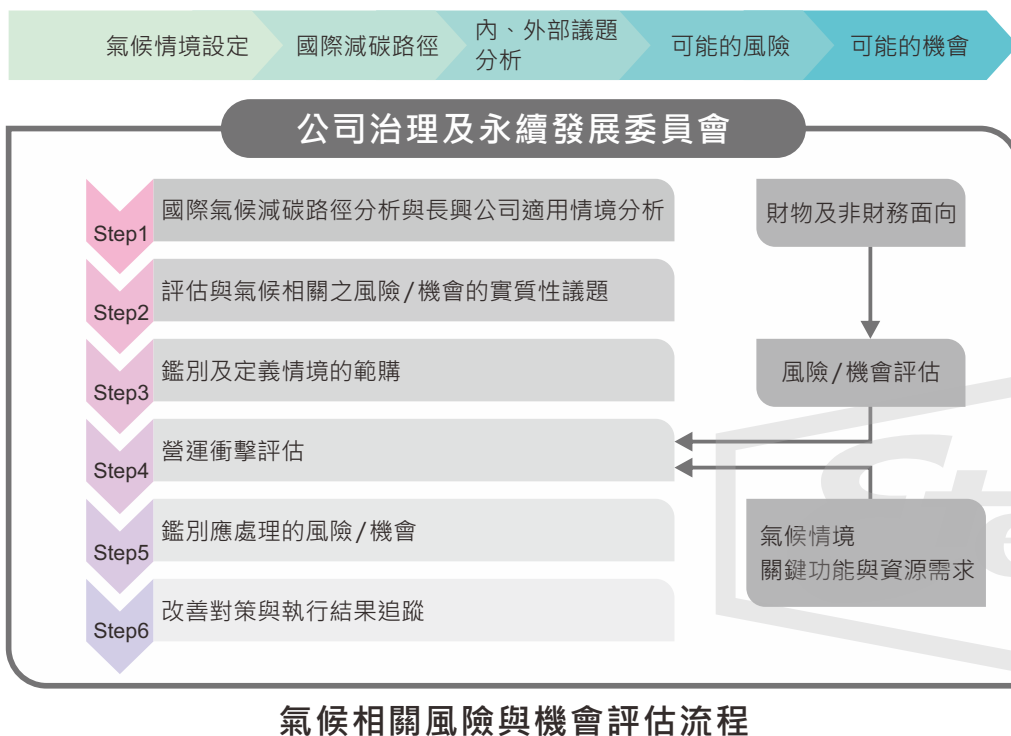 氣候情境設定
國際減碳路徑
內、外部議題
分析
可能的風險
可能的機會
公司治理及永續發展委員會
Step1
國際氣候減碳路徑分析與長興公司適用情境分析
Step2
評估與氣候相關之風險/機會的實質性議題
Step3
鑑別及定義情境的範購
Step4
營運衝擊評估
Step5
鑑別應處理的風險/機會
Step6
改善對策與執行結果追蹤
財物及非財務面向
風險/機會評估
氣候情境
關鍵功能與資源需求
氣候相關風險與機會評估流程